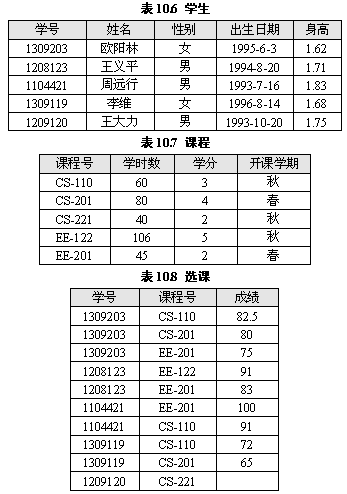 表 10.6 学生
学号 姓名 性别 出生日期 身高
1309203 欧阳林 女 1995-6-3 1.62
1208123 王义平 男 1994-8-20 1.71
1104421 周远行 男 1993-7-16 1.83
1309119 李维 女 1996-8-14 1.68
1209120 王大力 男 1993-10-20 1.75
表 10.7 课程
课程号 学时数 学分 开课学期
CS-110 60 3 秋
CS-201 80 4 春
CS-221 40 2 秋
EE-122 106 5 秋
EE-201 45 2 春
表 10.8 选课
学号 课程号 成绩
1309203 CS-110 82.5
1309203 CS-201 80
1309203 EE-201 75
1208123 EE-122 91
1208123 EE-201 83
1104421 EE-201 100
1104421 CS-110 91
1309119 CS-110 72
1309119 CS-201 65
1209120 CS-221